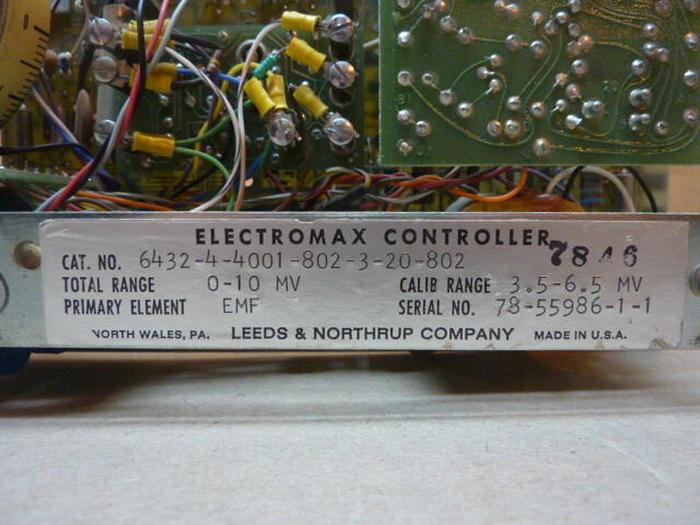 ELECTROMAX CONTROLLER
CAT. NO. 6432-4-4001-802-3-20-802
TOTAL RANGE 0-10 MV CALIB RANGE 3.5-6.5 MV
PRIMARY ELEMENT EMF SERIAL NO. 78-55986-1-1
NORTH WALES, PA. LEEDS & NORTHRUP COMPANY MADE IN U.S.A.